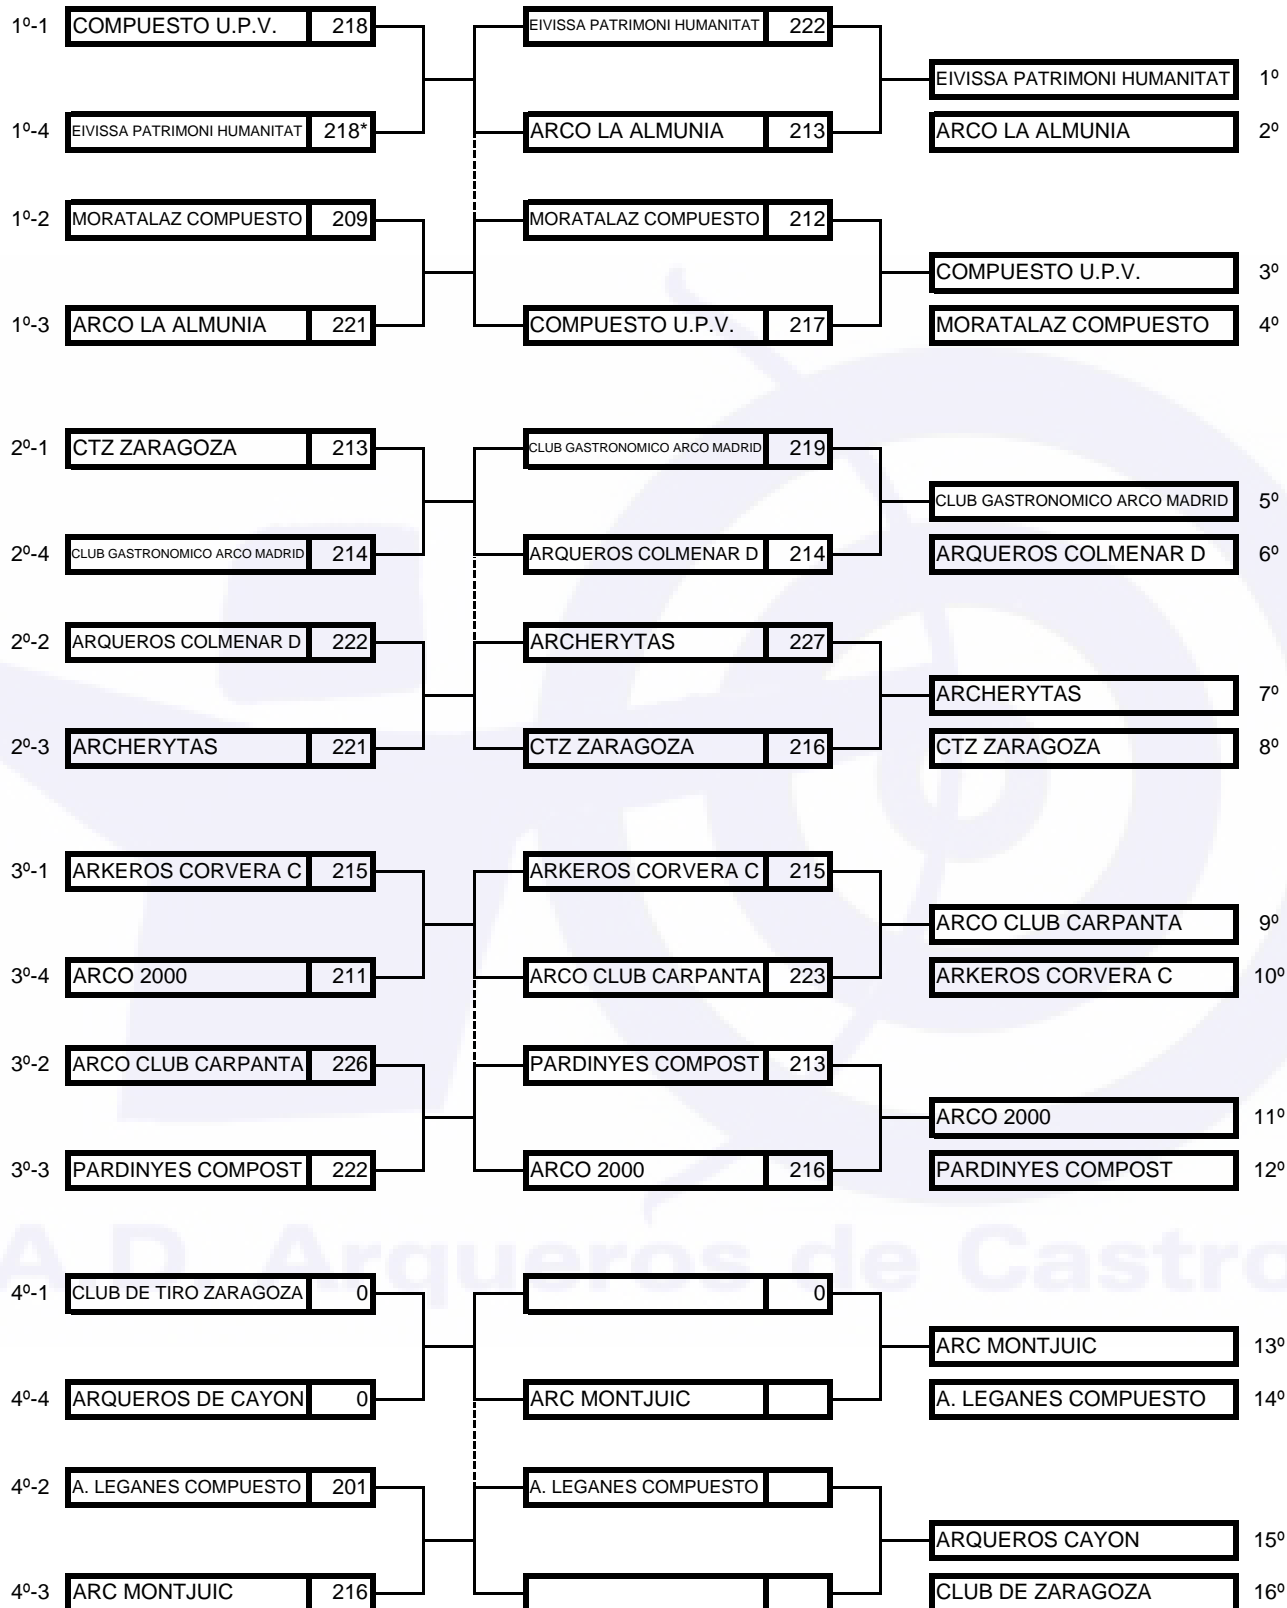 1º-1 COMPUESTO U.P.V. 218 EIVISSA PATRIMONI HUMANITAT 222
EIVISSA PATRIMONI HUMANITAT 1º
1º-4 EIVISSA PATRIMONI HUMANITAT 218* ARCO LA ALMUNIA 213 ARCO LA ALMUNIA 2º
1º-2 MORATALAZ COMPUESTO 209 MORATALAZ COMPUESTO 212
COMPUESTO U.P.V. 3º
1º-3 ARCO LA ALMUNIA 221 COMPUESTO U.P.V. 217 MORATALAZ COMPUESTO 4º
2º-1 CTZ ZARAGOZA 213 CLUB GASTRONOMICO ARCO MADRID 219
CLUB GASTRONOMICO ARCO MADRID 5º
2º-4 CLUB GASTRONOMICO ARCO MADRID 214 ARQUEROS COLMENAR D 214 ARQUEROS COLMENAR D 6º
2º-2 ARQUEROS COLMENAR D 222 ARCHERYTAS 227
ARCHERYTAS 7º
2º-3 ARCHERYTAS 221 CTZ ZARAGOZA 216 CTZ ZARAGOZA 8º
3º-1 ARKEROS CORVERA C 215 ARKEROS CORVERA C 215
ARCO CLUB CARPANTA 9º
3º-4 ARCO 2000 211 ARCO CLUB CARPANTA 223 ARKEROS CORVERA C 10º
3º-2 ARCO CLUB CARPANTA 226 PARDINYES COMPOST 213
ARCO 2000 11º
3º-3 PARDINYES COMPOST 222 ARCO 2000 216 PARDINYES COMPOST 12º
A.D. Arqueros de Castro
4º-1 CLUB DE TIRO ZARAGOZA 0 0
ARC MONTJUIC 13º
4º-4 ARQUEROS DE CAYON 0 ARC MONTJUIC A. LEGANES COMPUESTO 14º
4º-2 A. LEGANES COMPUESTO 201 A. LEGANES COMPUESTO
ARQUEROS CAYON 15º
4º-3 ARC MONTJUIC 216 CLUB DE ZARAGOZA 16º